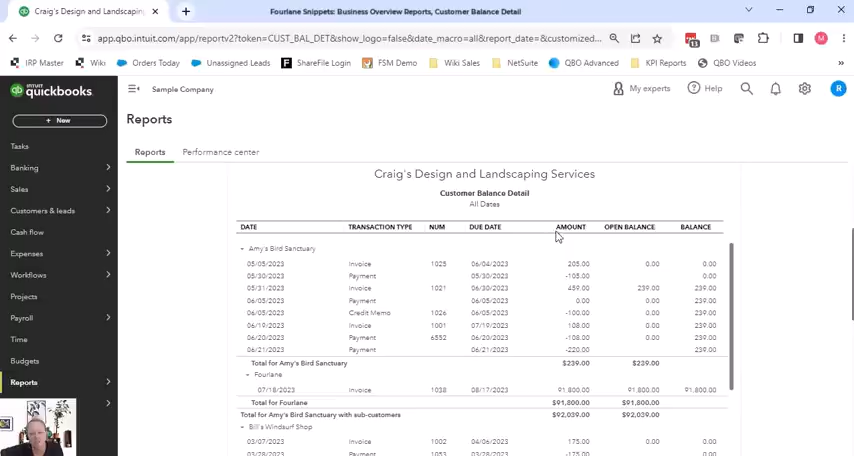 Craig's Design and Landscaping
Fourlane Snippets: Business Overview Reports, Customer Balance Detail
app.qbo.intuit.com/app/reportv2?token=CUST_BAL_DET&show_logo=false&date_macro=all&report_date=&customized...
13
M
IRP Master Wiki Orders Today Unassigned Leads ShareFile Login FSM Demo Wiki Sales NetSuite QBO Advanced KPI Reports QBO Videos
intuit
quickbooks
Sample Company
My experts Help R
+ New
Tasks
Banking
Sales
Customers & leads
Cash flow
Expenses
Workflows
Projects
Payroll
Time
Budgets
Reports
Reports
Reports Performance center
Craig's Design and Landscaping Services
Customer Balance Detail
All Dates
DATE TRANSACTION TYPE NUM DUE DATE AMOUNT OPEN BALANCE BALANCE
Amy's Bird Sanctuary
05/05/2023 Invoice 1025 06/04/2023 205.00 0.00 0.00
05/30/2023 Payment 05/30/2023 -105.00 0.00
05/31/2023 Invoice 1021 06/30/2023 459.00 239.00 239.00
06/05/2023 Payment 06/05/2023 0.00 0.00 239.00
06/05/2023 Credit Memo 1026 06/05/2023 -100.00 0.00 239.00
06/19/2023 Invoice 1001 07/19/2023 108.00 0.00 239.00
06/20/2023 Payment 6552 06/20/2023 -108.00 0.00 239.00
06/21/2023 Payment 06/21/2023 -220.00 239.00
Total for Amy's Bird Sanctuary $239.00 $239.00
Fourlane
07/18/2023 Invoice 1038 08/17/2023 91,800.00 91,800.00 91,800.00
Total for Fourlane $91,800.00 $91,800.00
Total for Amy's Bird Sanctuary with sub-customers $92,039.00 $92,039.00
Bill's Windsurf Shop
03/07/2023 Invoice 1002 04/06/2023 175.00 0.00 0.00
03/28/2023 Payment 1053 03/28/2023 -175.00 0.00